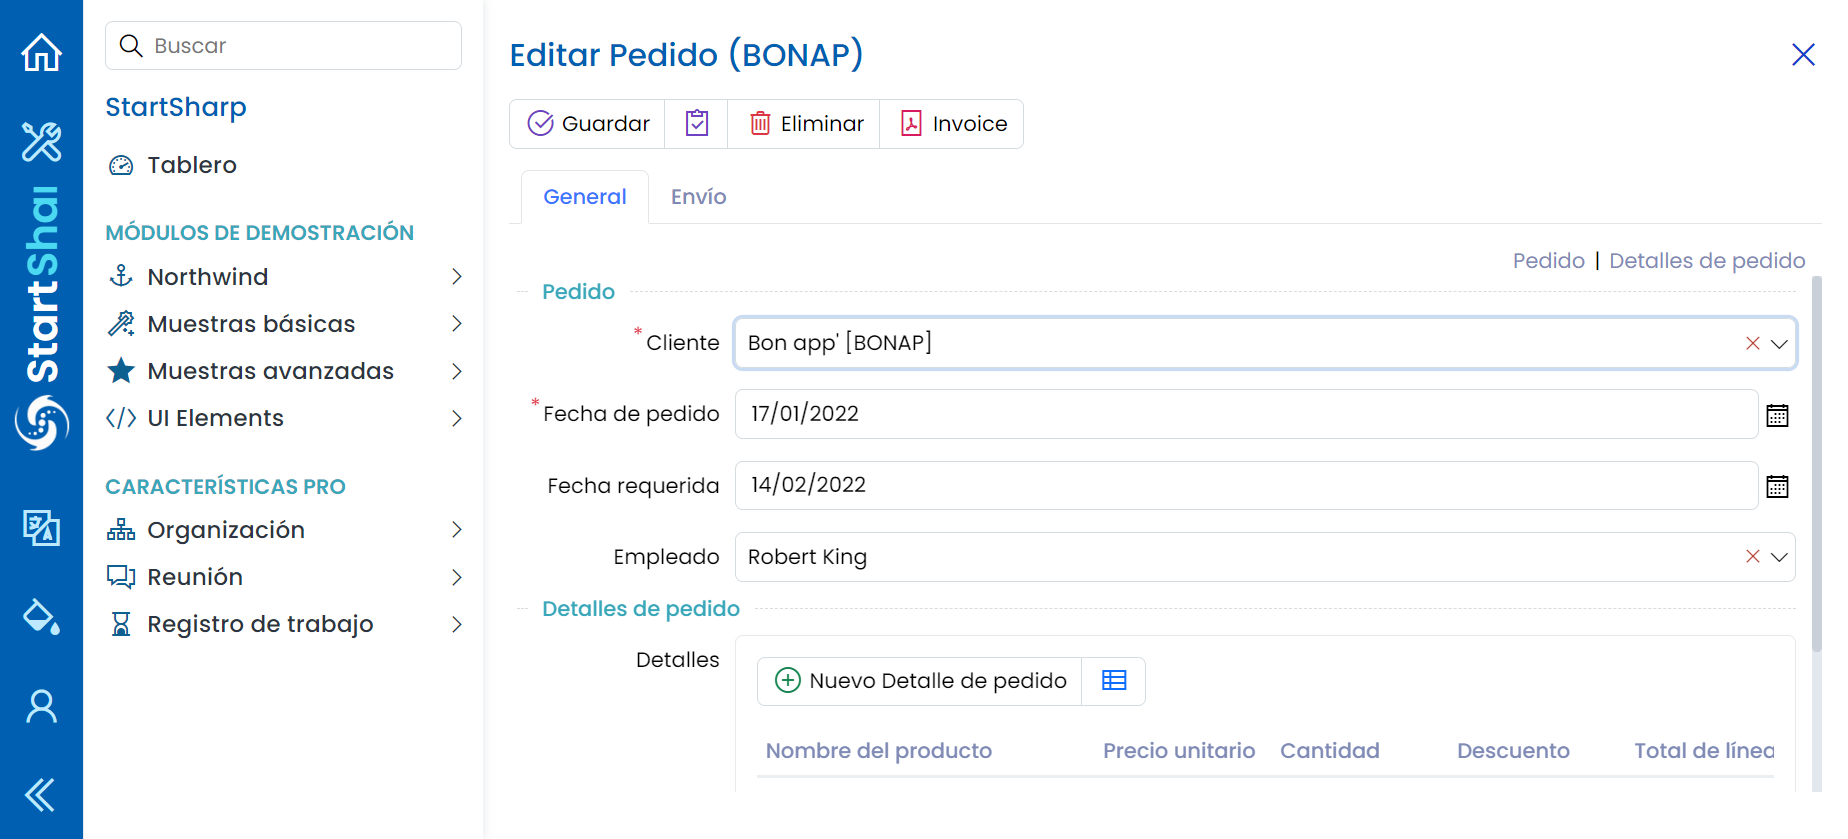 StartShai
Buscar
StartSharp
Tablero
MÓDULOS DE DEMOSTRACIÓN
Northwind
Muestras básicas
Muestras avanzadas
UI Elements
CARACTERÍSTICAS PRO
Organización
Reunión
Registro de trabajo
Editar Pedido (BONAP)
Guardar
Eliminar
Invoice
General
Envío
Pedido | Detalles de pedido
Pedido
* Cliente
Bon app' [BONAP]
* Fecha de pedido
17/01/2022
Fecha requerida
14/02/2022
Empleado
Robert King
Detalles de pedido
Detalles
Nuevo Detalle de pedido
Nombre del producto Precio unitario Cantidad Descuento Total de línea